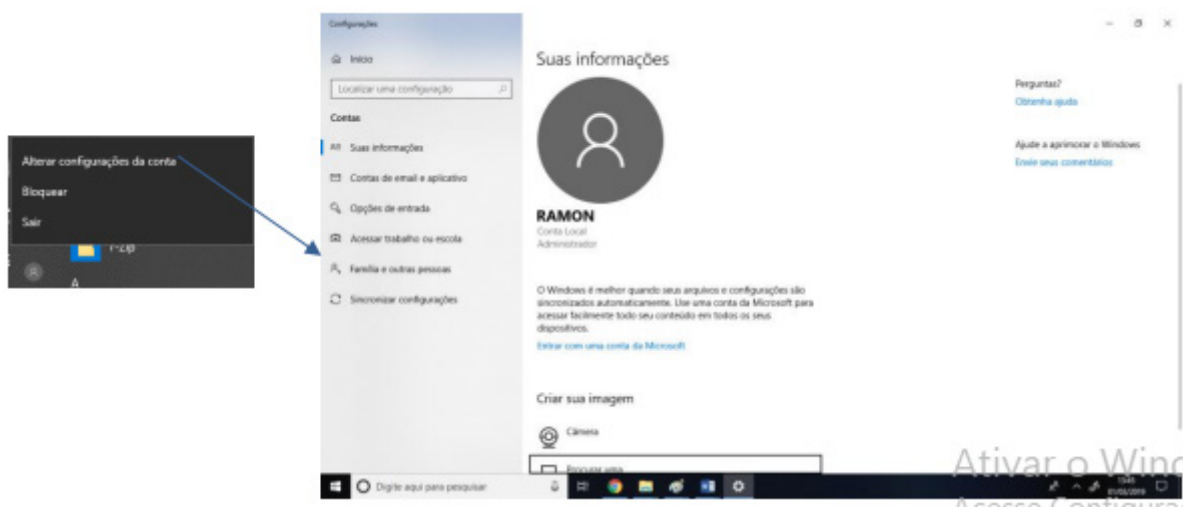 Alterar configurações da conta
Bloquear
Sair
7-Zip
A
Configurações
Início
Localizar uma configuração
Contas
Suas informações
Contas de email e aplicativo
Opções de entrada
Acessar trabalho ou escola
Família e outras pessoas
Sincronizar configurações
Suas informações
RAMON
Conta Local
Administrador
O Windows é melhor quando seus arquivos e configurações são
sincronizados automaticamente. Use uma conta da Microsoft para
acessar facilmente todo seu conteúdo em todos os seus
dispositivos.
Entrar com uma conta da Microsoft
Criar sua imagem
Câmera
Procurar uma
Perguntas?
Obtenha ajuda
Ajude a aprimorar o Windows
Envie seus comentários
Ativar o Wind
Acesse Configura
Digite aqui para pesquisar